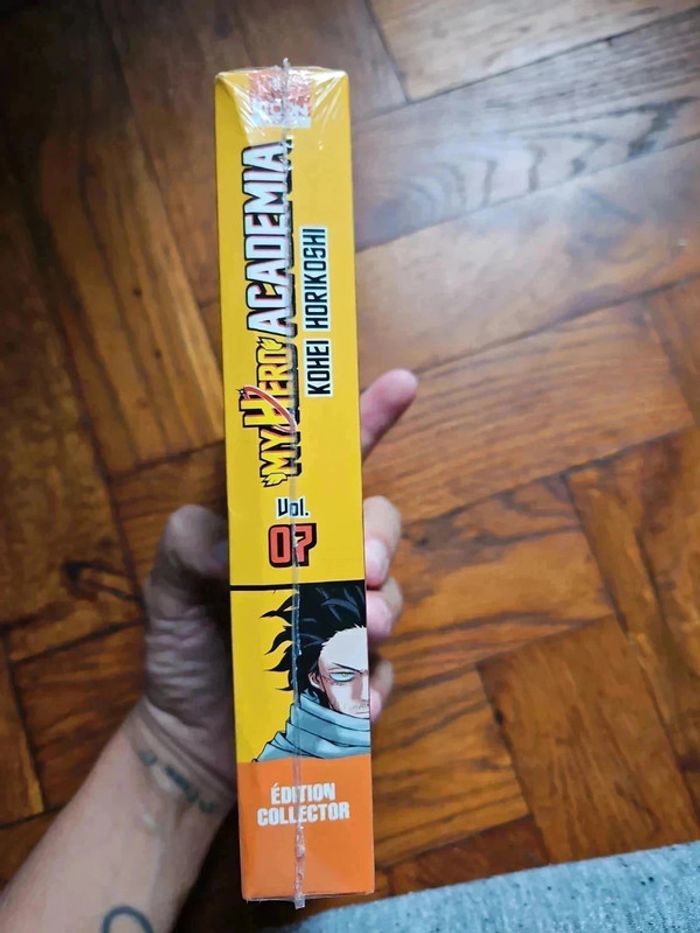 MY HERO ACADEMIA
KOHEI HORIKOSHI
Vol.
07
ÉDITION
COLLECTOR